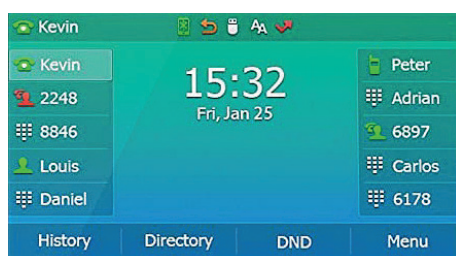 Kevin
Kevin
2248
8846
Louis
Daniel
15:32
Fri, Jan 25
Peter
Adrian
6897
Carlos
6178
History Directory DND Menu